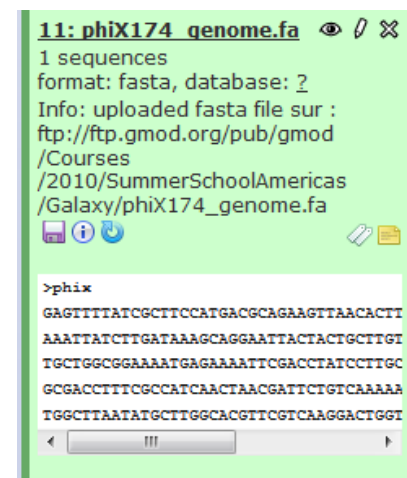 11: phiX174_genome.fa
1 sequences
format: fasta, database: ?
Info: uploaded fasta file sur :
ftp://ftp.gmod.org/pub/gmod
/Courses
/2010/SummerSchoolAmericas
/Galaxy/phiX174_genome.fa
>phix
GAGTTTTATCGCTTCCATGACGCAGAAGTTAACACTT
AAATTATCTTGATAAAGCAGGAATTACTACTGCTTGT
TGCTGGCGGAAAATGAGAAAATTCGACCTATCCTTGC
GCGACCTTTCGCCATCAACTAACGATTCTGTCAAAAA
TGGCTTAATATGCTTGGCACGTTCGTCAAGGACTGGT